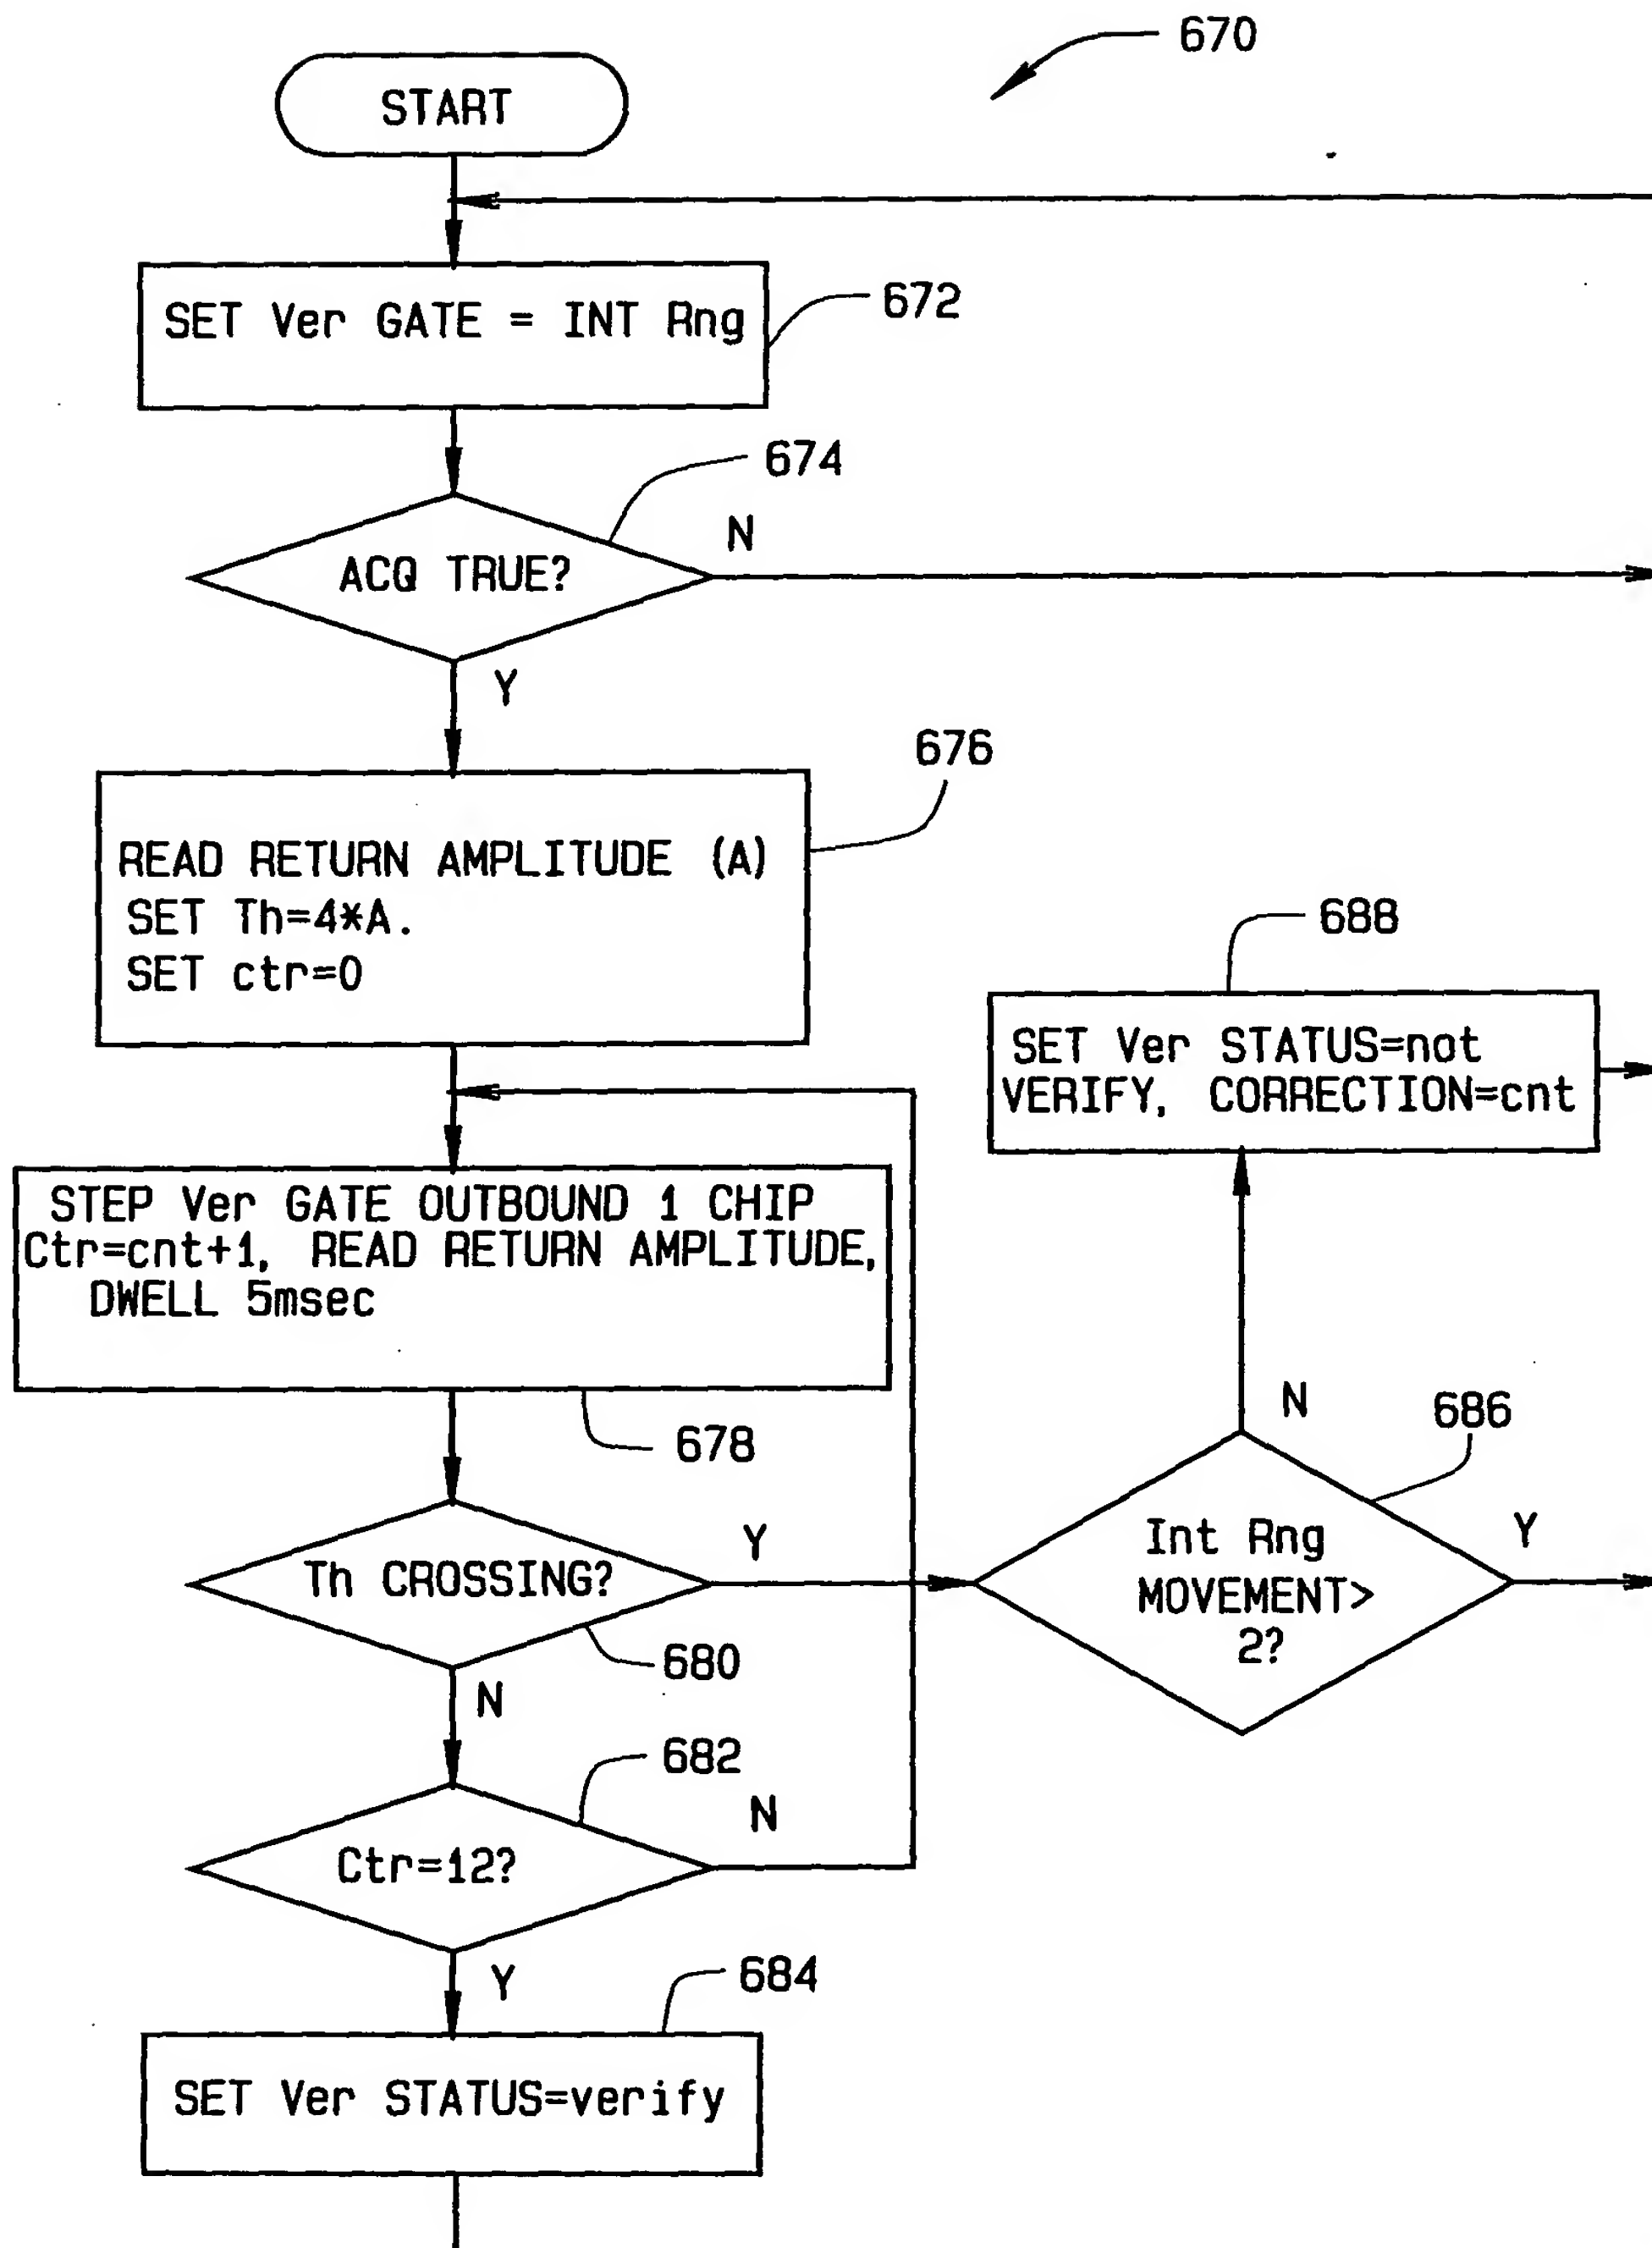 670
START
SET Ver GATE = INT Rng
672
674
N
ACQ TRUE?
Y
676
READ RETURN AMPLITUDE (A)
SET Th=4*A.
SET ctr=0
688
SET Ver STATUS=not
VERIFY, CORRECTION=cnt
STEP Ver GATE OUTBOUND 1 CHIP
Ctr=cnt+1, READ RETURN AMPLITUDE,
DWELL 5msec
678
N
686
Th CROSSING?
Y
Int Rng
MOVEMENT>
2?
Y
680
N
682
N
Ctr=12?
Y
684
SET Ver STATUS=verify